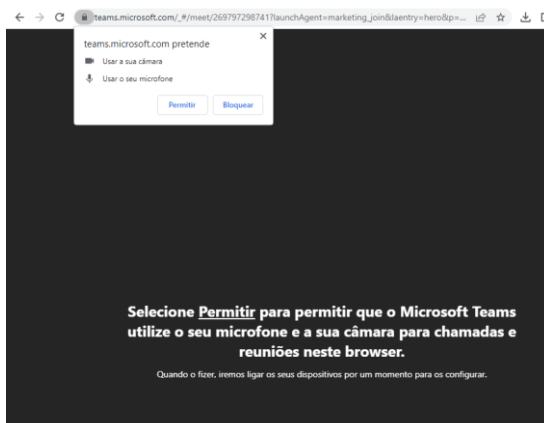 teams.microsoft.com/_#/meet/269797298741?launchAgent=marketing_join&laentry=hero&p=...
teams.microsoft.com pretende
Usar a sua câmara
Usar o seu microfone
Permitir Bloquear
Selecione Permitir para permitir que o Microsoft Teams
utilize o seu microfone e a sua câmara para chamadas e
reuniões neste browser.
Quando o fizer, iremos ligar os seus dispositivos por um momento para os configurar.